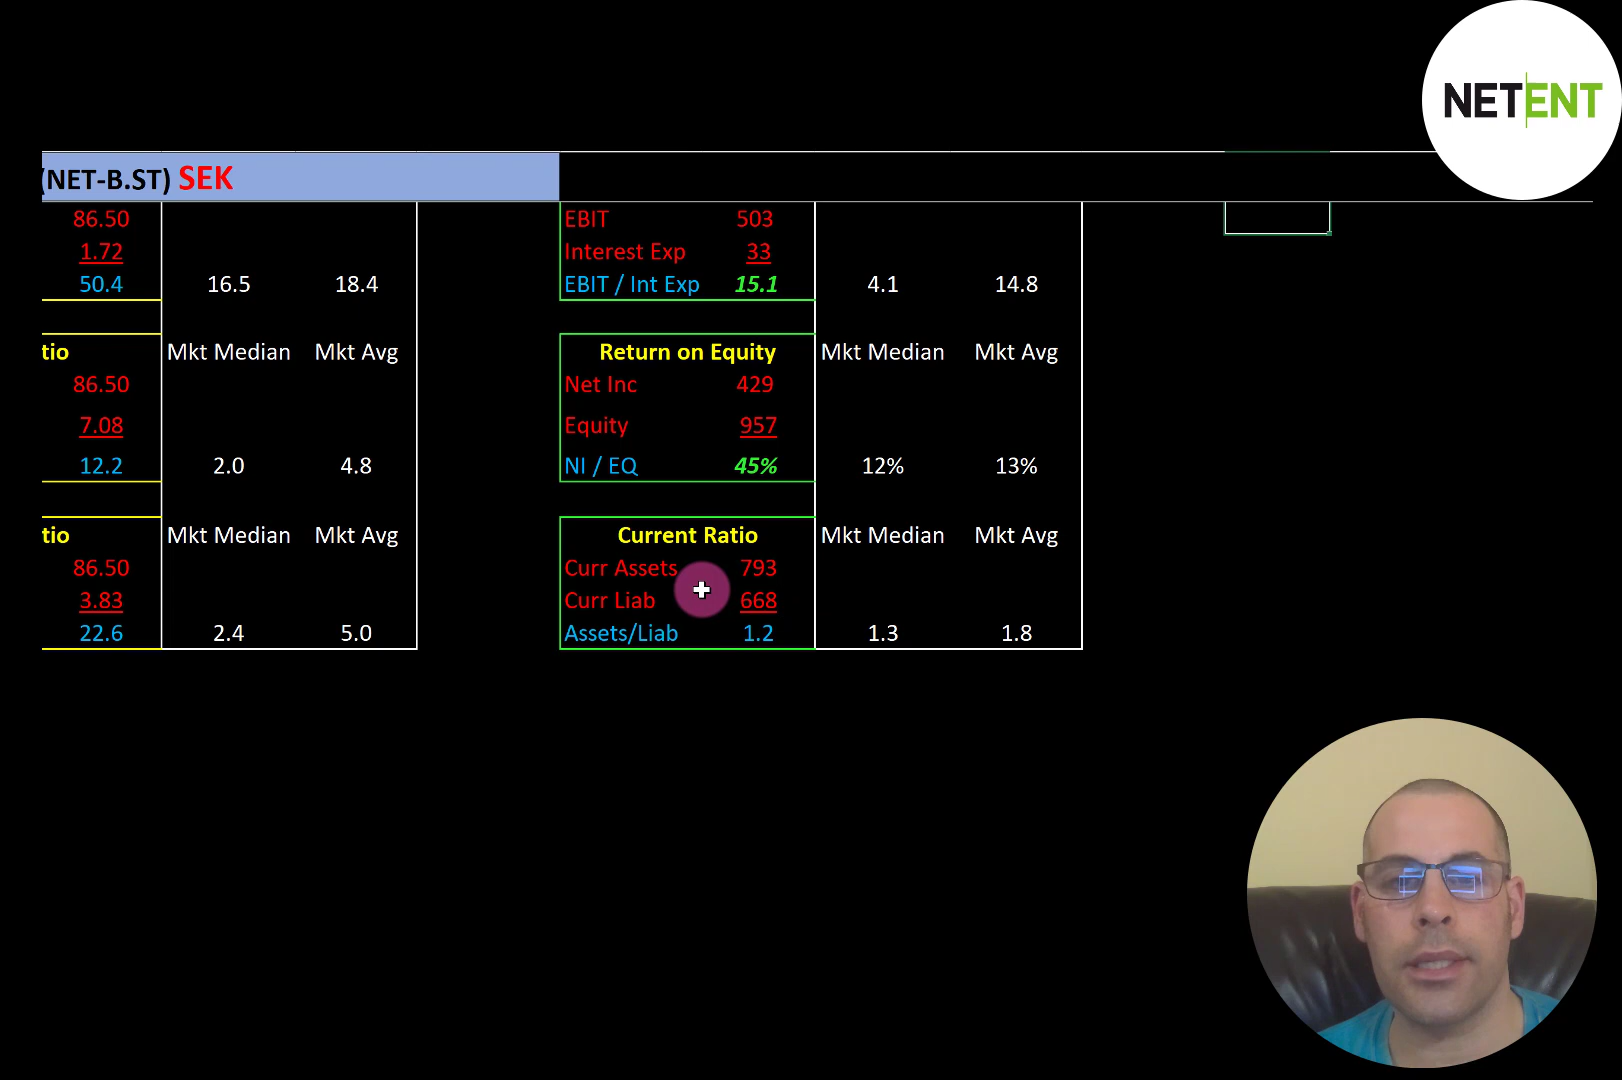 NETENT
(NET-B.ST) SEK
86.50 EBIT 503
1.72 Interest Exp 33
50.4 16.5 18.4 EBIT / Int Exp 15.1 4.1 14.8
tio Mkt Median Mkt Avg Return on Equity Mkt Median Mkt Avg
86.50 Net Inc 429
7.08 Equity 957
12.2 2.0 4.8 NI / EQ 45% 12% 13%
tio Mkt Median Mkt Avg Current Ratio Mkt Median Mkt Avg
86.50 Curr Assets 793
3.83 Curr Liab 668
22.6 2.4 5.0 Assets/Liab 1.2 1.3 1.8